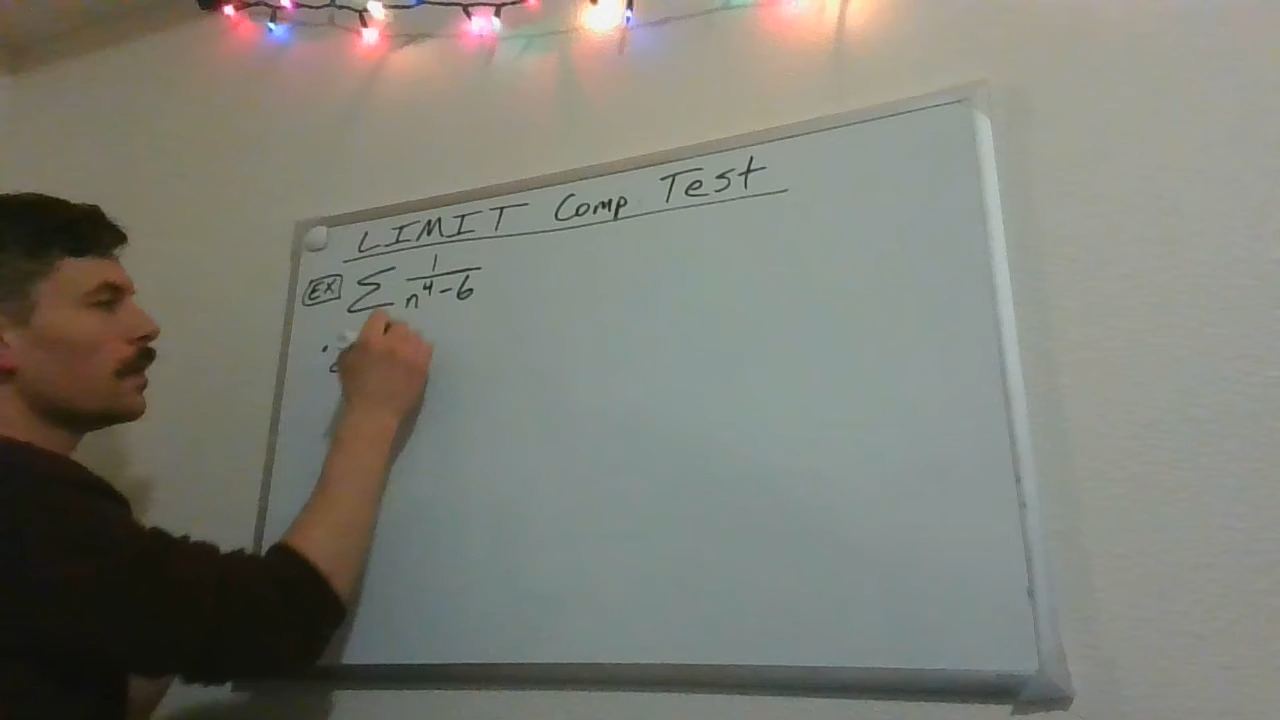 LIMIT Comp Test
EX ∑ 1/(n⁴-6)